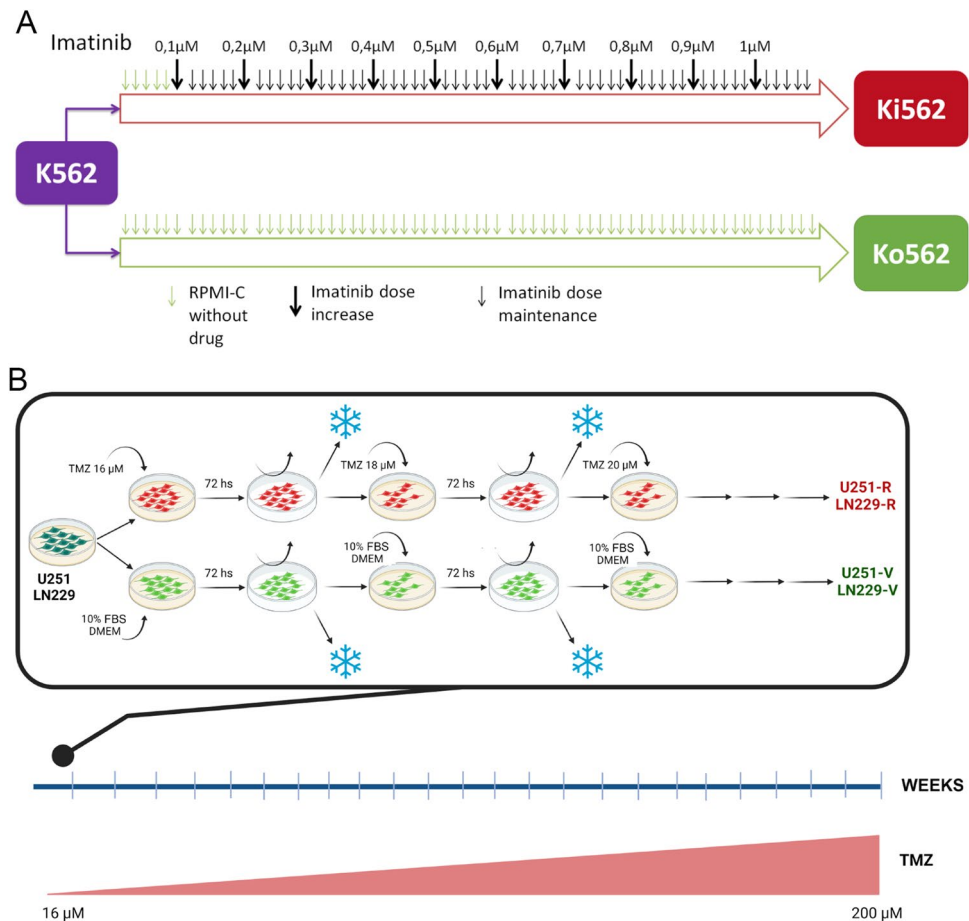 A
Imatinib
0,1µM 0,2µM 0,3µM 0,4µM 0,5µM 0,6µM 0,7µM 0,8µM 0,9µM 1µM
Ki562
K562
Ko562
RPMI-C
without
drug
Imatinib dose
increase
Imatinib dose
maintenance
B
TMZ 16 µM
72 hs
TMZ 18 µM
72 hs
TMZ 20 µM
U251-R
LN229-R
U251
LN229
10% FBS
DMEM
72 hs
10% FBS
DMEM
72 hs
10% FBS
DMEM
U251-V
LN229-V
WEEKS
TMZ
16 µM
200 µM